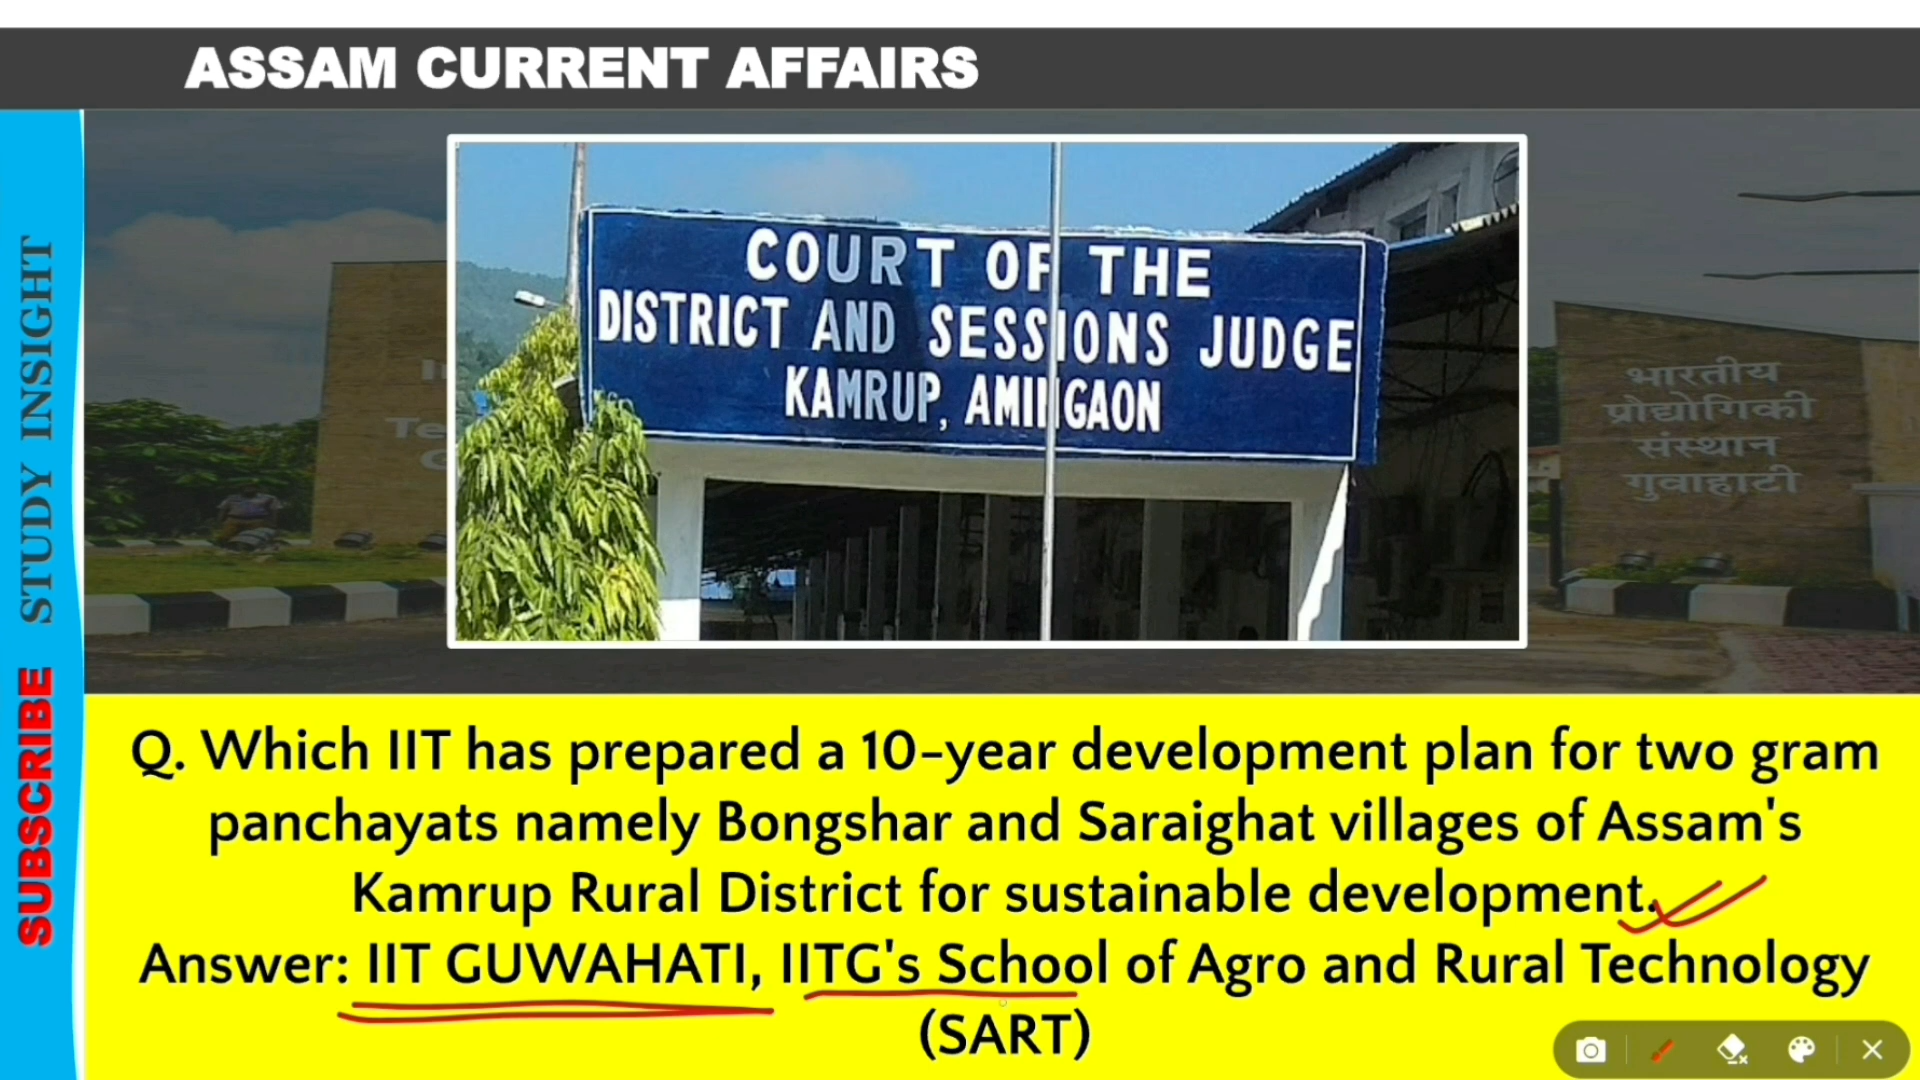 ASSAM CURRENT AFFAIRS
SUBSCRIBE STUDY INSIGHT
COURT OF THE
DISTRICT AND SESSIONS JUDGE
KAMRUP, AMINGAON
भारतीय
प्रौद्योगिकी
संस्थान
गुवाहाटी
Q. Which IIT has prepared a 10-year development plan for two gram
panchayats namely Bongshar and Saraighat villages of Assam's
Kamrup Rural District for sustainable development.
Answer: IIT GUWAHATI, IITG's School of Agro and Rural Technology
(SART)